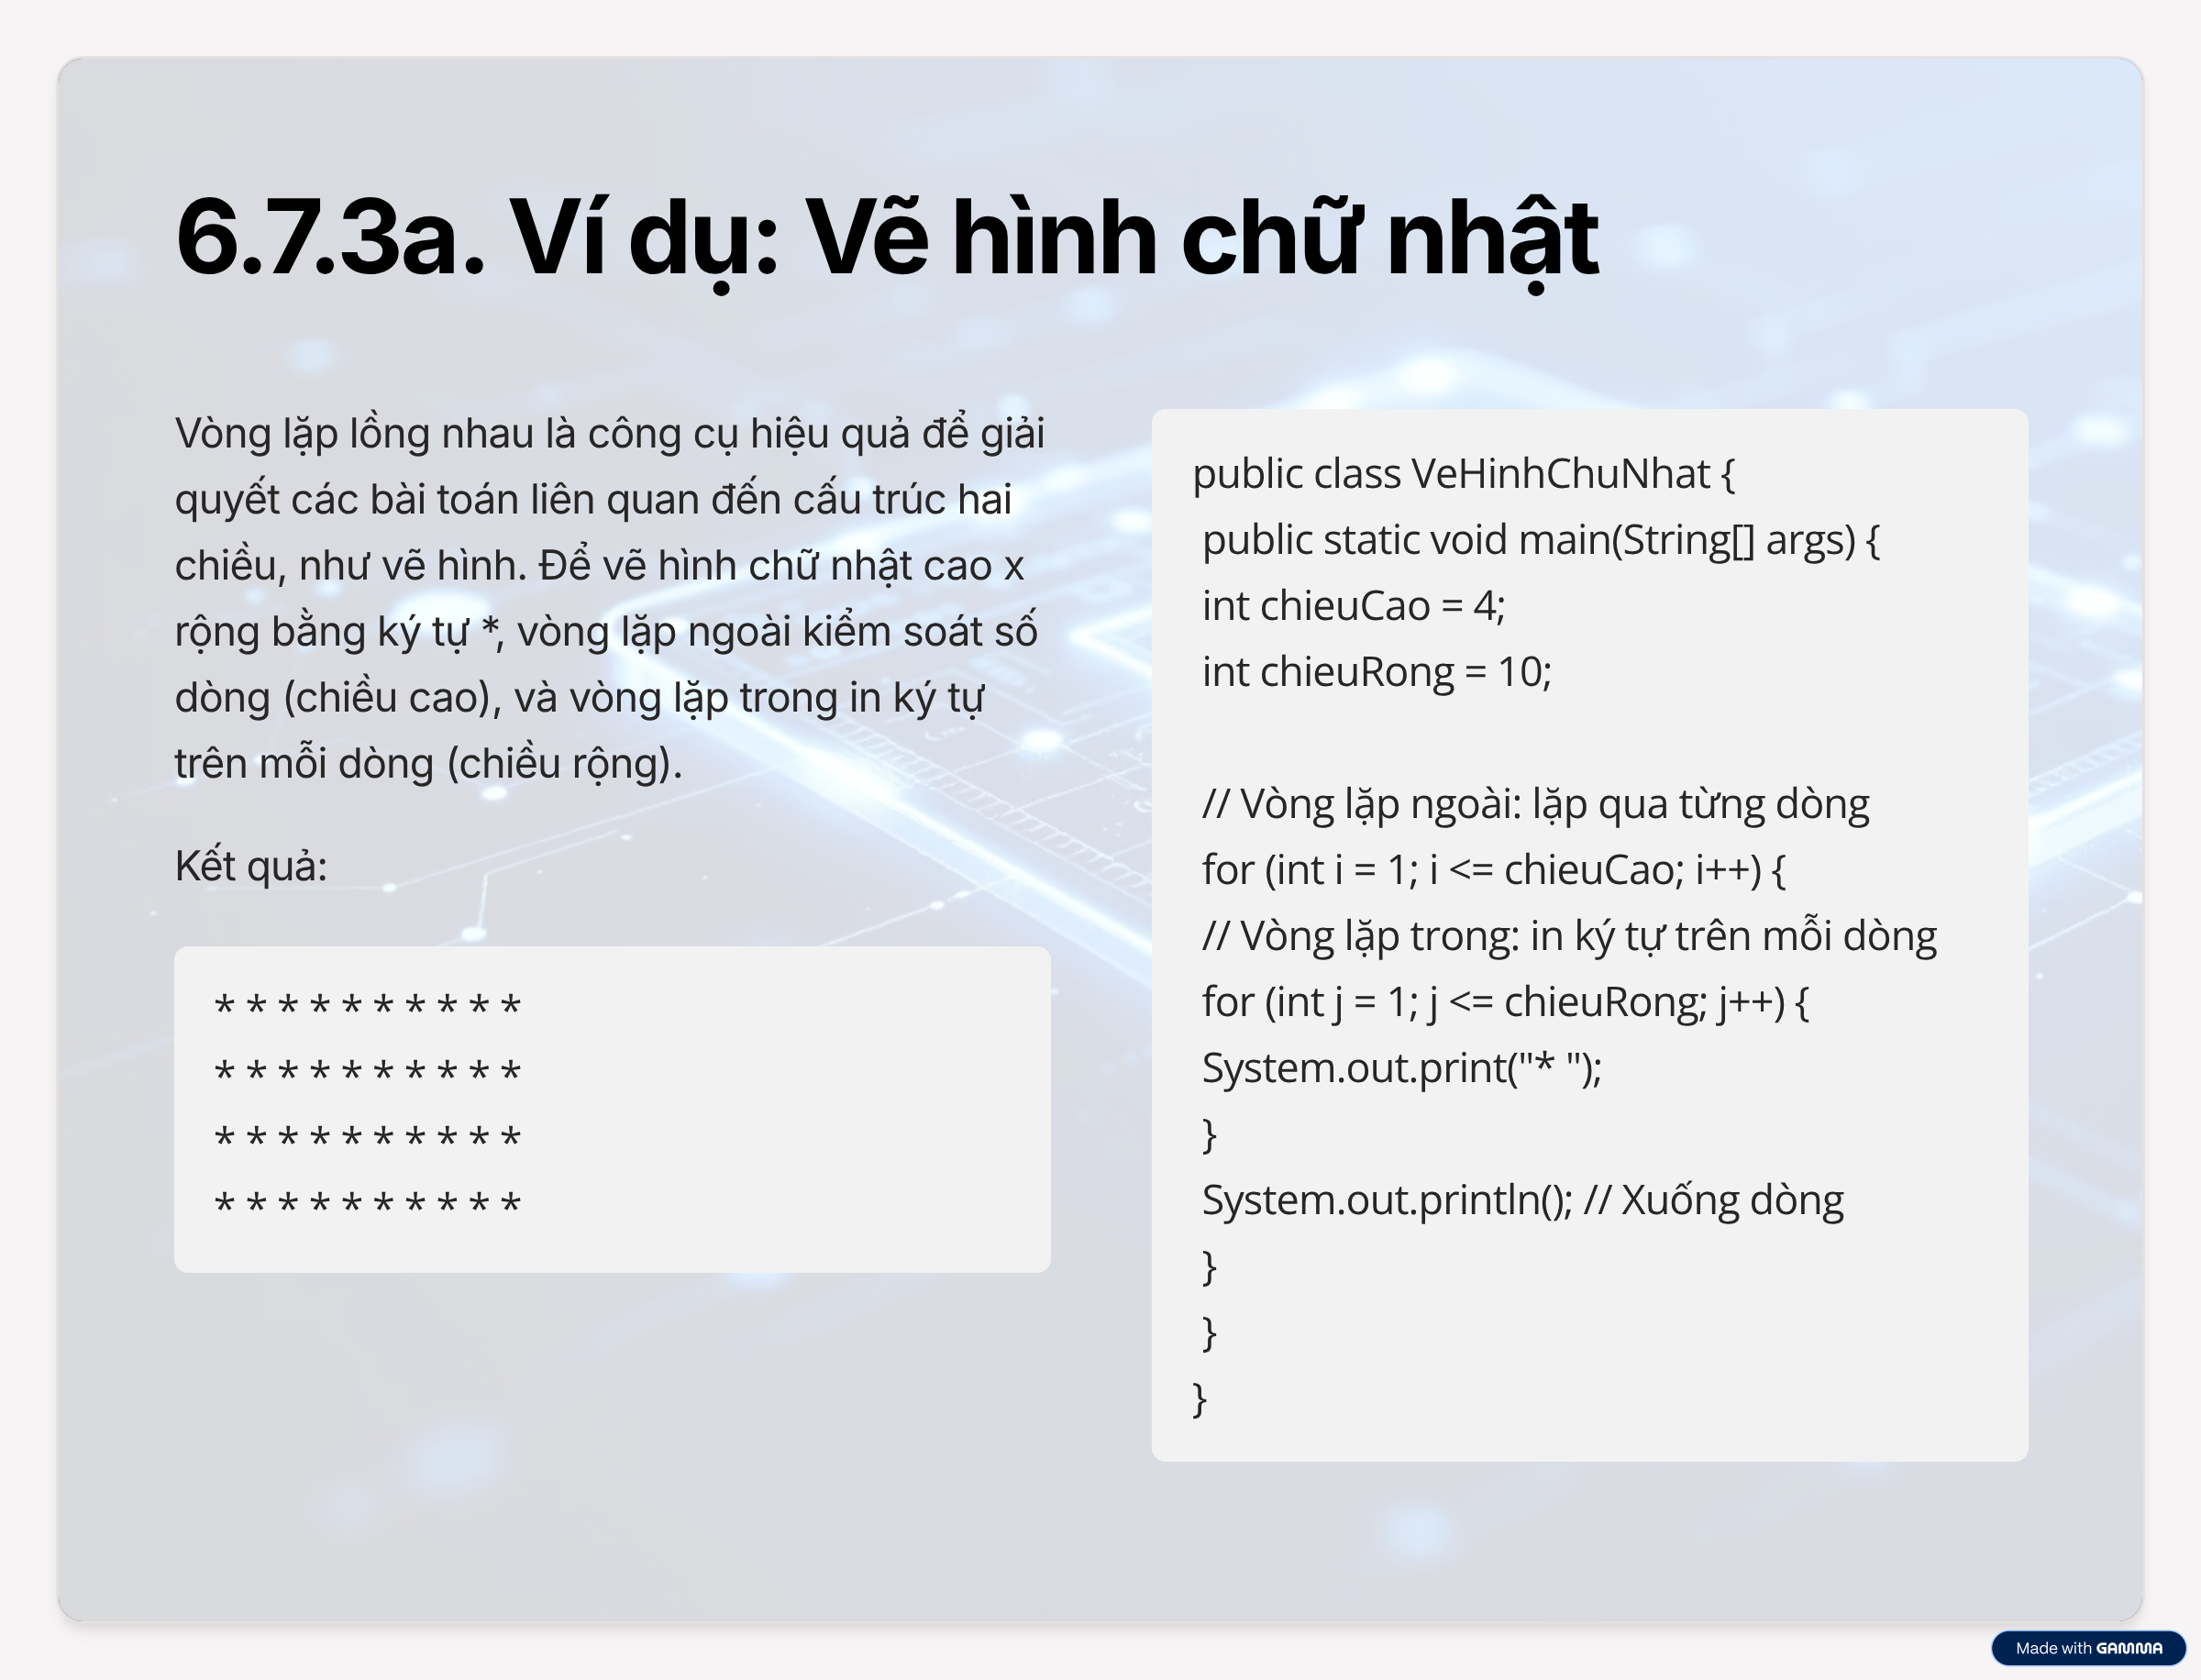 6.7.3a. Ví dụ: Vẽ hình chữ nhật
Vòng lặp lồng nhau là công cụ hiệu quả để giải
quyết các bài toán liên quan đến cấu trúc hai
chiều, như vẽ hình. Để vẽ hình chữ nhật cao x
rộng bằng ký tự *, vòng lặp ngoài kiểm soát số
dòng (chiều cao), và vòng lặp trong in ký tự
trên mỗi dòng (chiều rộng).
Kết quả:
* * * * * * * * * *
* * * * * * * * * *
* * * * * * * * * *
* * * * * * * * * *
public class VeHinhChuNhat {
 public static void main(String[] args) {
 int chieuCao = 4;
 int chieuRong = 10;
 // Vòng lặp ngoài: lặp qua từng dòng
 for (int i = 1; i <= chieuCao; i++) {
 // Vòng lặp trong: in ký tự trên mỗi dòng
 for (int j = 1; j <= chieuRong; j++) {
 System.out.print("* ");
 }
 System.out.println(); // Xuống dòng
 }
 }
}
Made with GAMMA